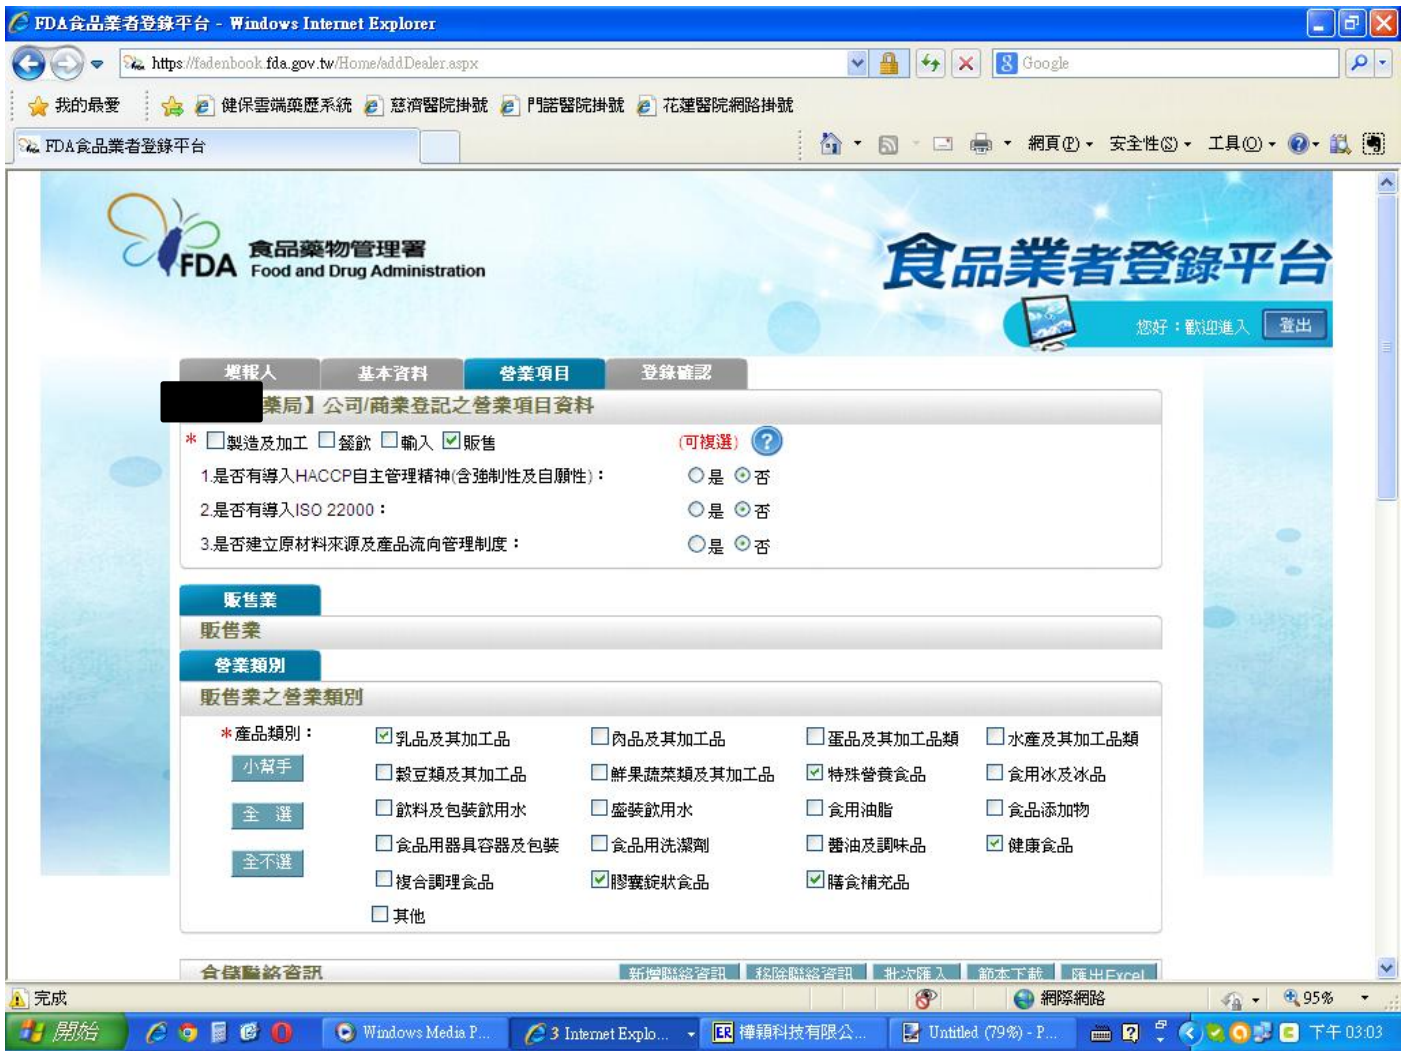 FDA食品業者登錄平台 - Windows Internet Explorer
https://fadenbook.fda.gov.tw/Home/addDealer.aspx
Google
我的最愛 健保雲端藥歷系統 慈濟醫院掛號 門諾醫院掛號 花蓮醫院網路掛號
FDA食品業者登錄平台
網頁(P) 安全性(S) 工具(O)
FDA 食品藥物管理署
Food and Drug Administration
食品業者登錄平台
您好：歡迎進入 登出
填報人 基本資料 營業項目 登錄確認
藥局】公司/商業登記之營業項目資料
* 製造及加工 餐飲 輸入 販售 (可複選) ?
1.是否有導入HACCP自主管理精神(含強制性及自願性)： 是 否
2.是否有導入ISO 22000： 是 否
3.是否建立原材料來源及產品流向管理制度： 是 否
販售業
販售業
營業類別
販售業之營業類別
*產品類別： 乳品及其加工品 肉品及其加工品 蛋品及其加工品類 水產及其加工品類
小幫手 穀豆類及其加工品 鮮果蔬菜類及其加工品 特殊營養食品 食用冰及冰品
全 選 飲料及包裝飲用水 盛裝飲用水 食用油脂 食品添加物
食品用器具容器及包裝 食品用洗潔劑 醬油及調味品 健康食品
全不選
複合調理食品 膠囊錠狀食品 膳食補充品
其他
倉儲聯絡資訊 新增聯絡資訊 移除聯絡資訊 批次匯入 範本下載 匯出Excel
完成 網際網路 95%
開始 Windows Media P... 3 Internet Explo... ER 樺穎科技有限公... Untitled (79%) - P... 下午 03:03